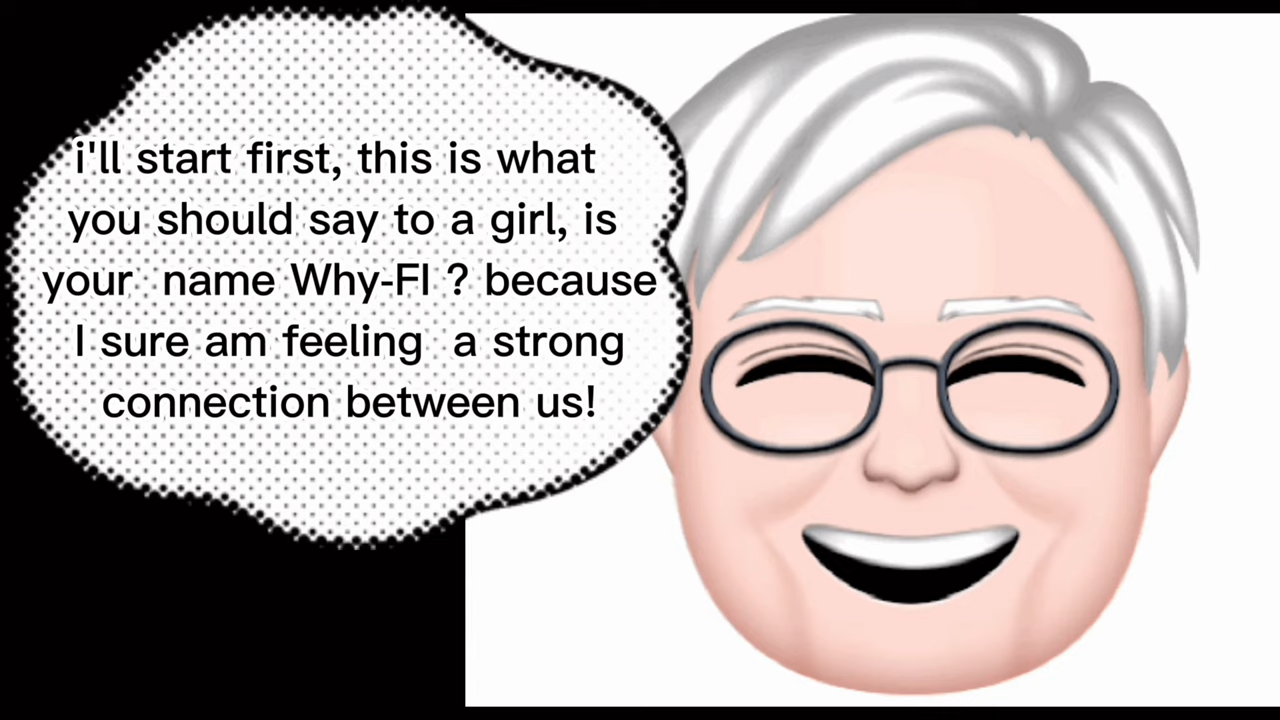 i'll start first, this is what
you should say to a girl, is
your  name Why-FI ? because
I sure am feeling  a strong
connection between us!